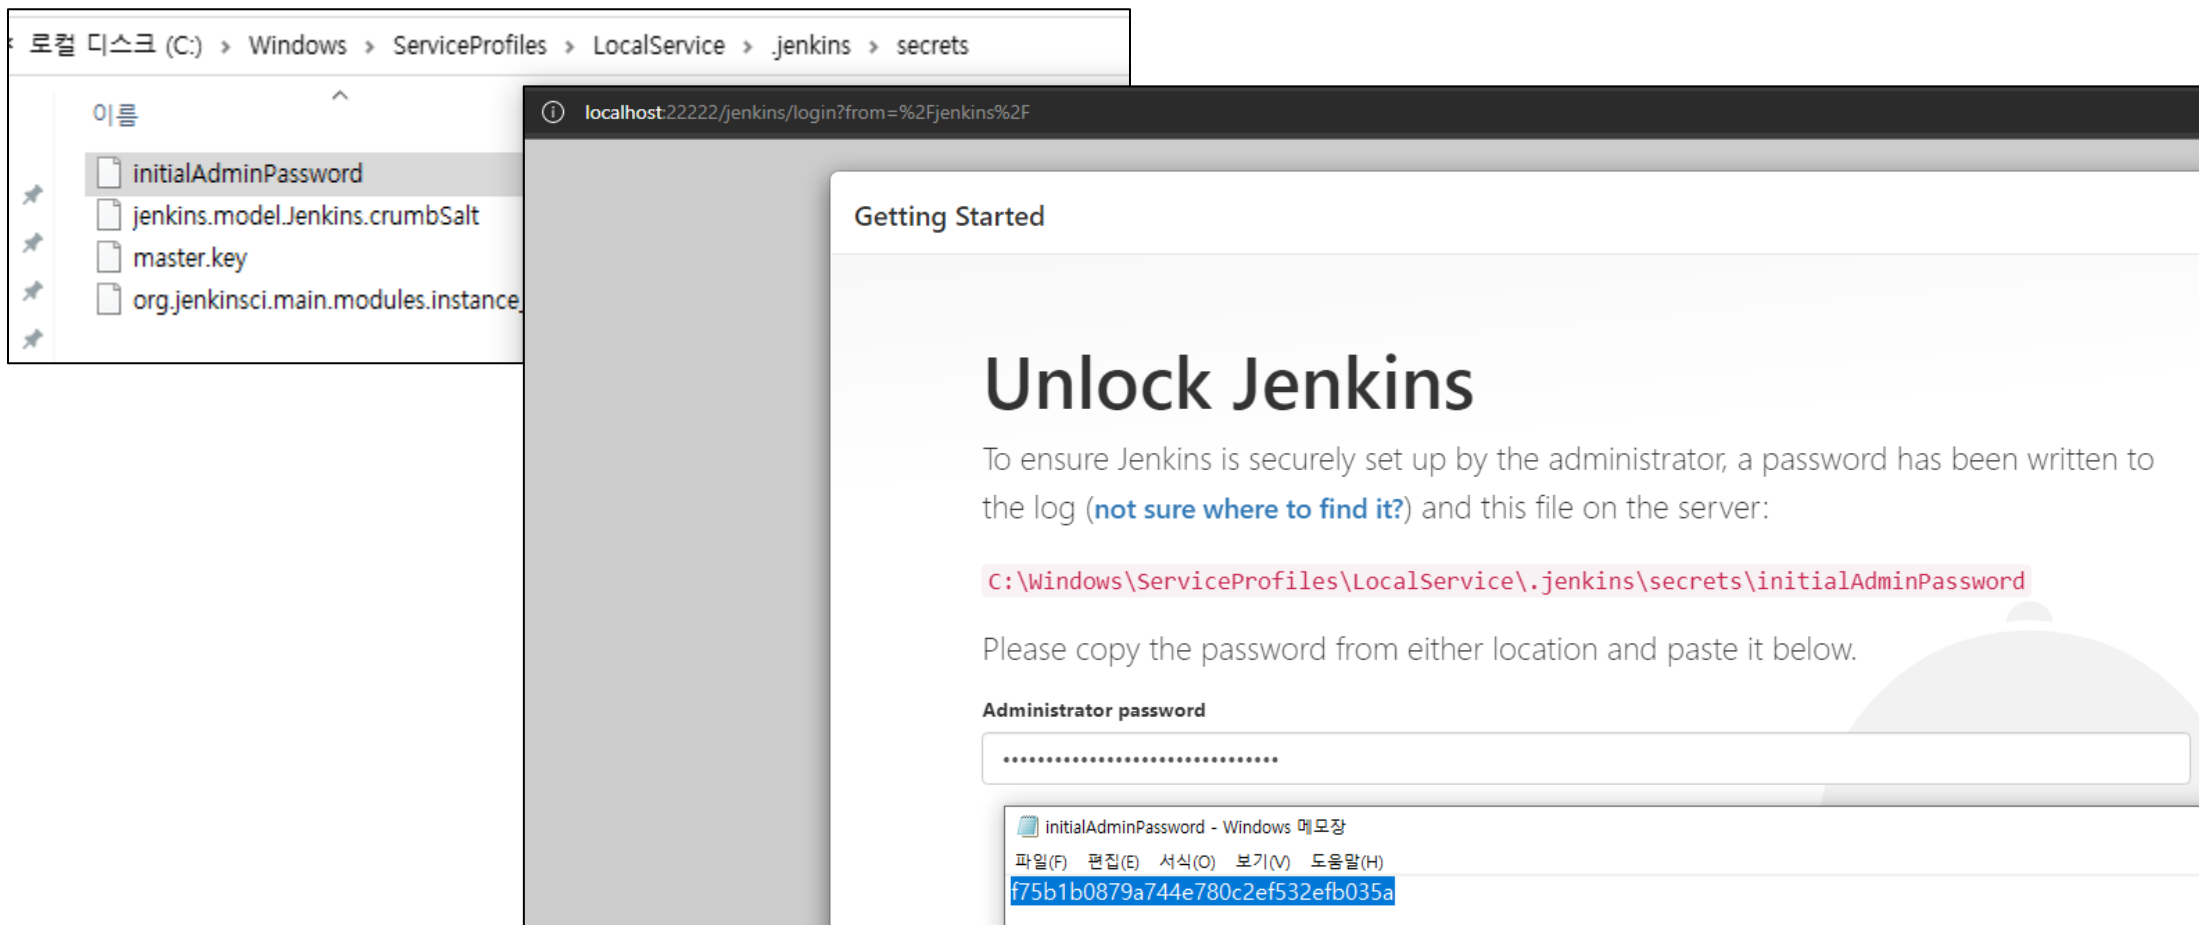 로컬 디스크 (C:) › Windows › ServiceProfiles › LocalService › .jenkins › secrets
이름
initialAdminPassword
jenkins.model.Jenkins.crumbSalt
master.key
org.jenkinsci.main.modules.instance_
localhost:22222/jenkins/login?from=%2Fjenkins%2F
Getting Started
Unlock Jenkins
To ensure Jenkins is securely set up by the administrator, a password has been written to
the log (not sure where to find it?) and this file on the server:
C:\Windows\ServiceProfiles\LocalService\.jenkins\secrets\initialAdminPassword
Please copy the password from either location and paste it below.
Administrator password
initialAdminPassword - Windows 메모장
파일(F) 편집(E) 서식(O) 보기(V) 도움말(H)
f75b1b0879a744e780c2ef532efb035a